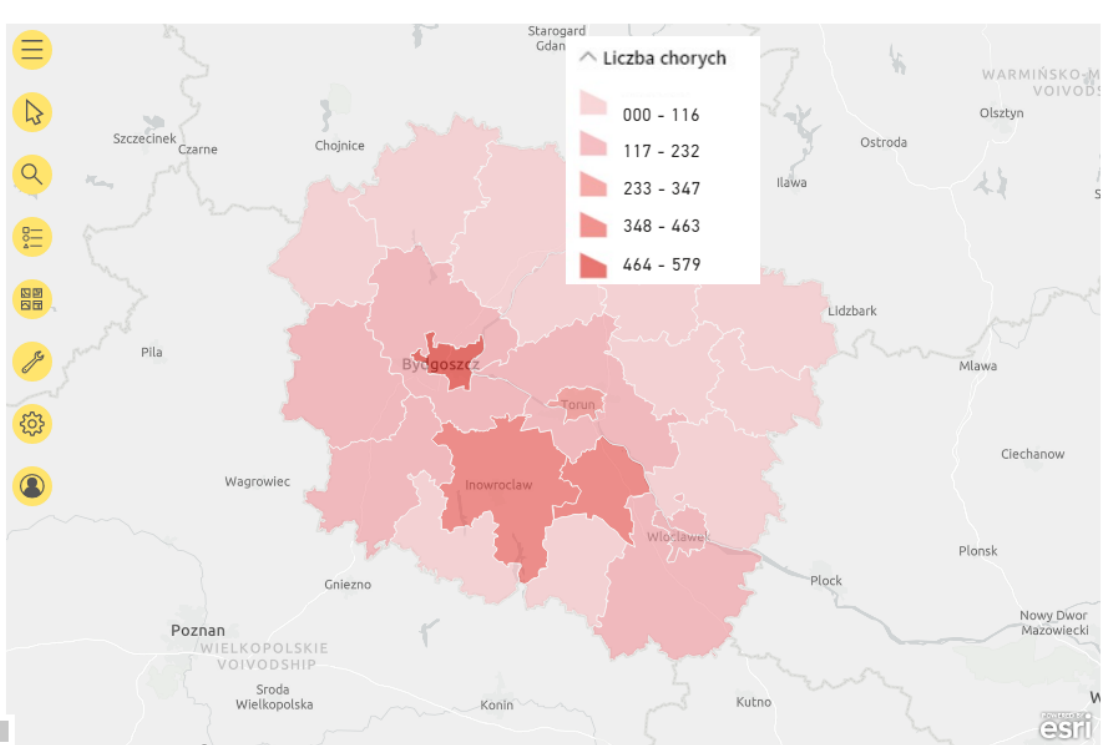 Starogard
Gdan
Liczba chorych
000 - 116
117 - 232
233 - 347
348 - 463
464 - 579
WARMIŃSKO-M
VOIVODS
Olsztyn
Szczecinek
Czarne
Chojnice
Ostroda
Ilawa
S
Lidzbark
Pila
Bydgoszcz
Mlawa
Torun
Ciechanow
Wagrowiec
Inowroclaw
Wloclawek
Plonsk
Gniezno
Plock
Nowy Dwor
Mazowiecki
Poznan
WIELKOPOLSKIE
VOIVODSHIP
Sroda
Wielkopolska
Konin
Kutno
W
POWERED BY
esri